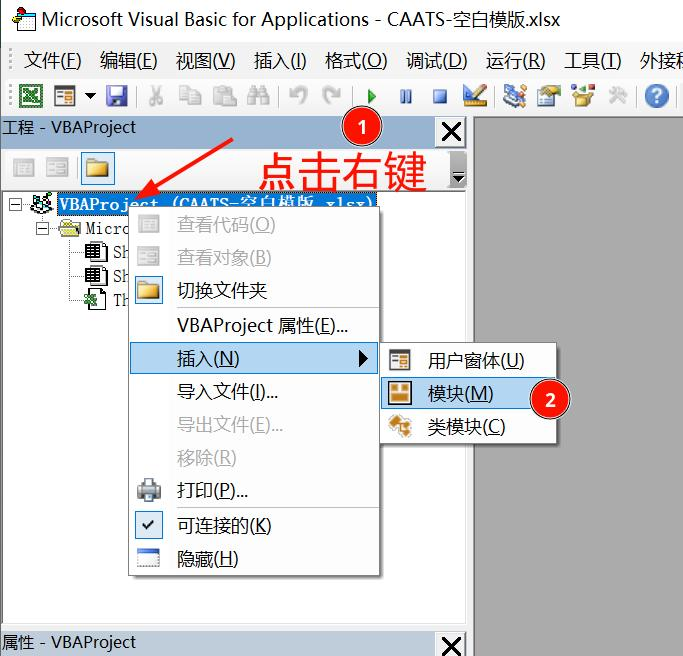 Microsoft Visual Basic for Applications - CAATS-空白模版.xlsx
文件(F) 编辑(E) 视图(V) 插入(I) 格式(O) 调试(D) 运行(R) 工具(T) 外接程
1
工程 - VBAProject
点击右键
VBAProject (CAATS-空白模版.xlsx)
Micro
Sh
Sh
Th
查看代码(O)
查看对象(B)
切换文件夹
VBAProject 属性(E)...
插入(N)
用户窗体(U)
模块(M)
2
类模块(C)
导入文件(I)...
导出文件(E)...
移除(R)
打印(P)...
可连接的(K)
隐藏(H)
属性 - VBAProject